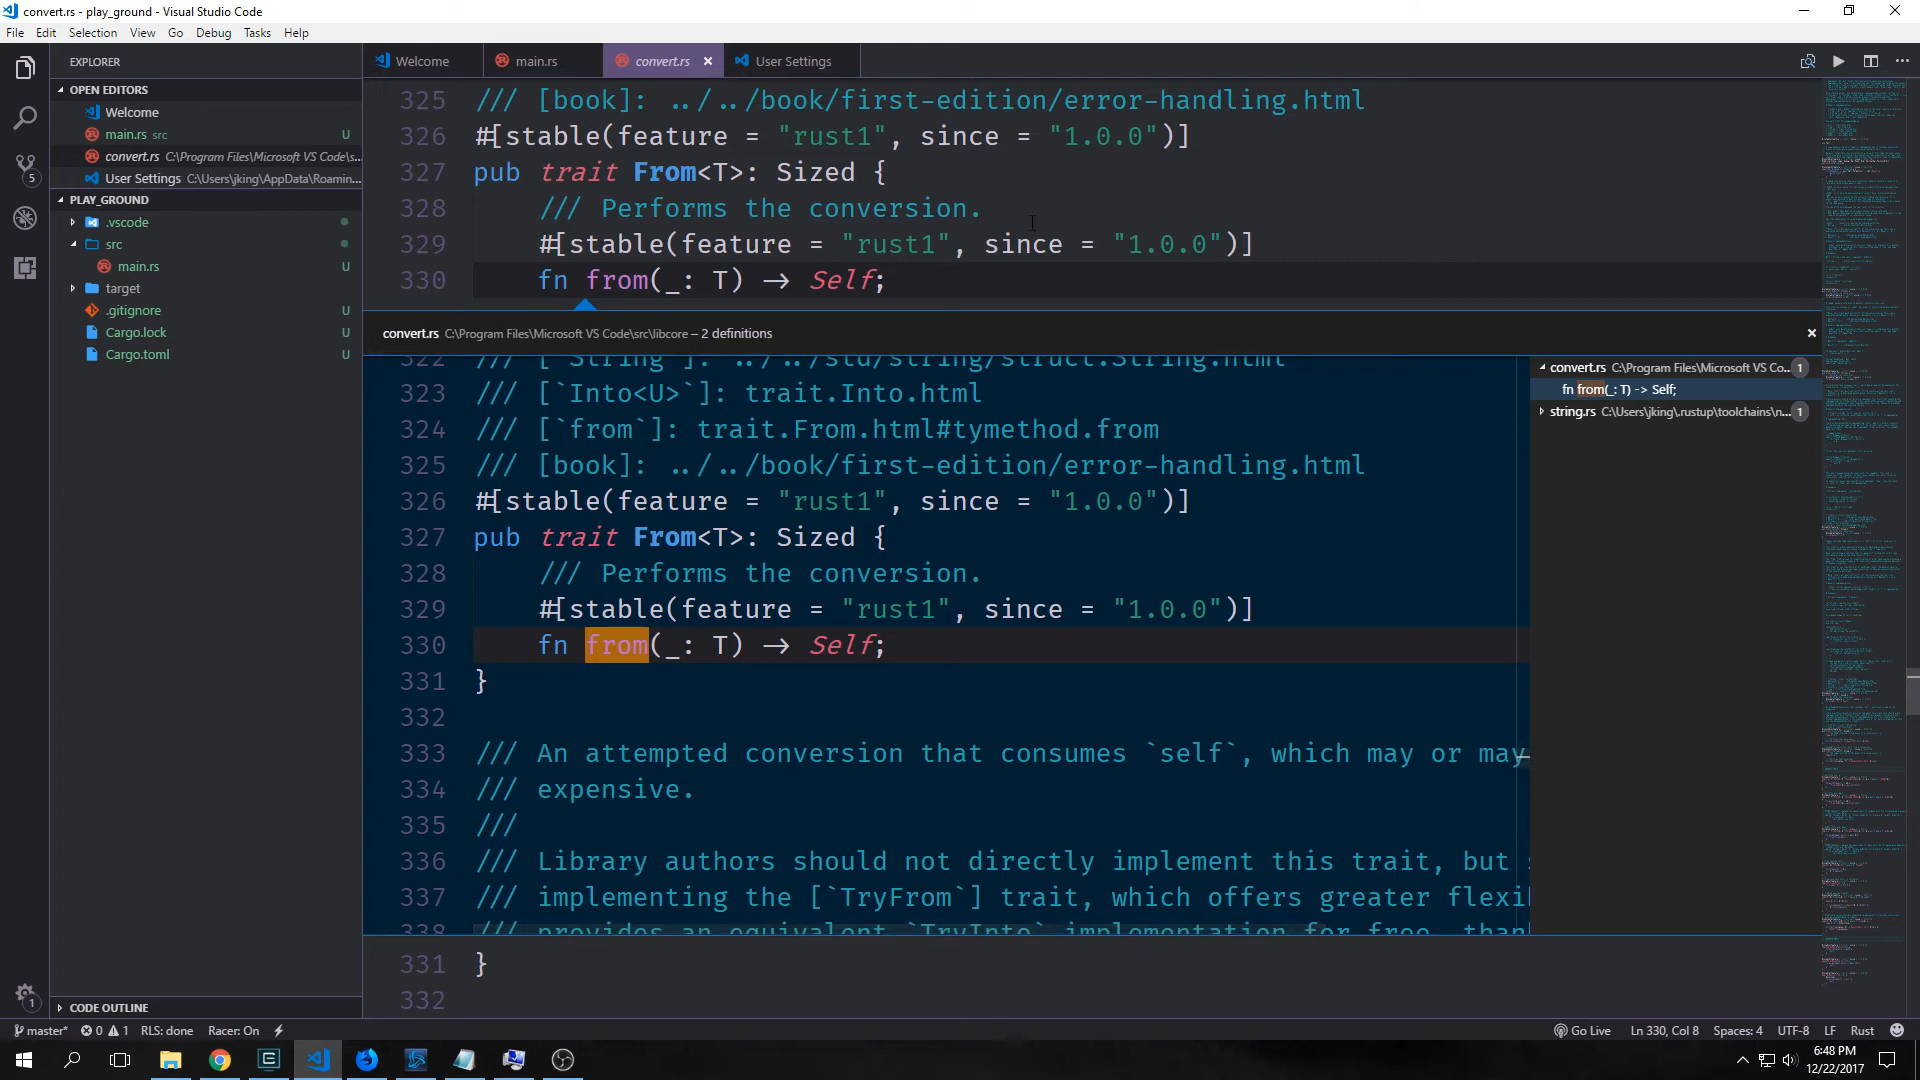 convert.rs - play_ground - Visual Studio Code
File Edit Selection View Go Debug Tasks Help
EXPLORER
OPEN EDITORS
Welcome
main.rs src U
convert.rs C:\Program Files\Microsoft VS Code\s...
User Settings C:\Users\jking\AppData\Roamin...
PLAY_GROUND
.vscode
src
main.rs U
target
.gitignore U
Cargo.lock U
Cargo.toml U
CODE OUTLINE
5
1
Welcome main.rs convert.rs User Settings
325 /// [book]: ../../book/first-edition/error-handling.html
326 #[stable(feature = "rust1", since = "1.0.0")]
327 pub trait From<T>: Sized {
328 /// Performs the conversion.
329 #[stable(feature = "rust1", since = "1.0.0")]
330 fn from(_: T) -> Self;
convert.rs C:\Program Files\Microsoft VS Code\src\libcore – 2 definitions
322 /// [`String`]: ../../std/string/struct.String.html
323 /// [`Into<U>`]: trait.Into.html
324 /// [`from`]: trait.From.html#tymethod.from
325 /// [book]: ../../book/first-edition/error-handling.html
326 #[stable(feature = "rust1", since = "1.0.0")]
327 pub trait From<T>: Sized {
328 /// Performs the conversion.
329 #[stable(feature = "rust1", since = "1.0.0")]
330 fn from(_: T) -> Self;
331 }
332
333 /// An attempted conversion that consumes `self`, which may or may
334 /// expensive.
335 ///
336 /// Library authors should not directly implement this trait, but
337 /// implementing the [`TryFrom`] trait, which offers greater flexi
338 /// provides an equivalent `TryInto` implementation for free, than
convert.rs C:\Program Files\Microsoft VS Co... 1
fn from(_: T) -> Self;
string.rs C:\Users\jking\.rustup\toolchains\n... 1
331 }
332
master* 0 1 RLS: done Racer: On Go Live Ln 330, Col 8 Spaces: 4 UTF-8 LF Rust
6:48 PM
12/22/2017